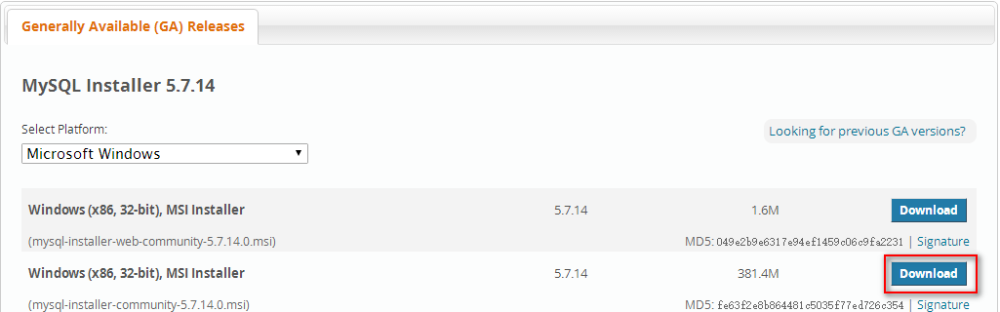 Generally Available (GA) Releases
MySQL Installer 5.7.14
Select Platform:
Looking for previous GA versions?
Microsoft Windows
Windows (x86, 32-bit), MSI Installer 5.7.14 1.6M Download
(mysql-installer-web-community-5.7.14.0.msi) MD5: 049e2b9e6317e94ef1459c06c9fa2231 | Signature
Windows (x86, 32-bit), MSI Installer 5.7.14 381.4M Download
(mysql-installer-community-5.7.14.0.msi) MD5: fe63f2e8b864481c5035f77ed726c354 | Signature